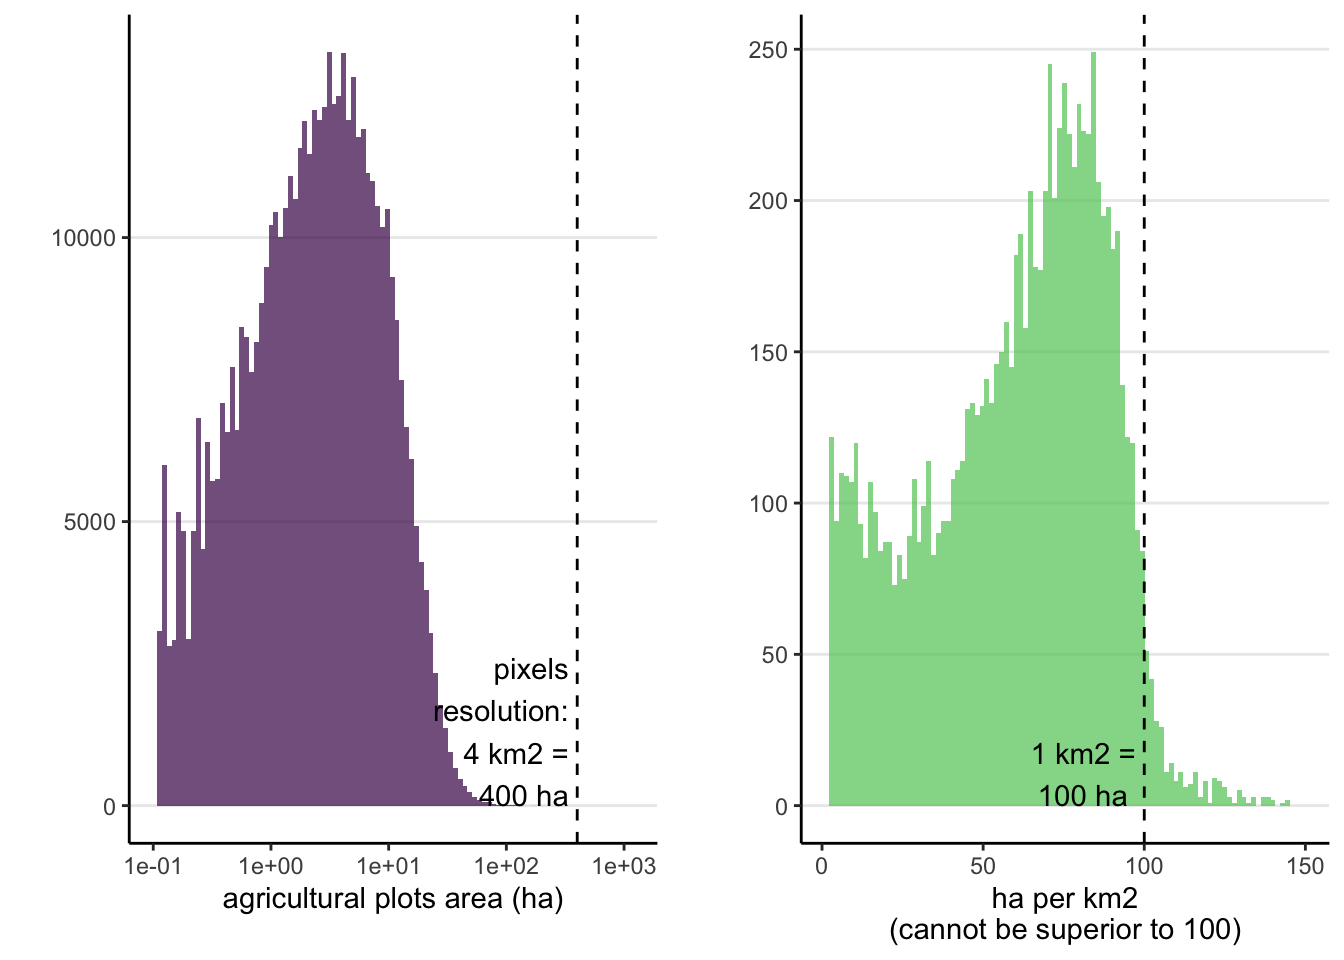 10000
5000
0
pixels
resolution:
4 km2 =
400 ha
1e-01 1e+00 1e+01 1e+02 1e+03
agricultural plots area (ha)
250
200
150
100
50
0
1 km2 =
100 ha
0 50 100 150
ha per km2
(cannot be superior to 100)